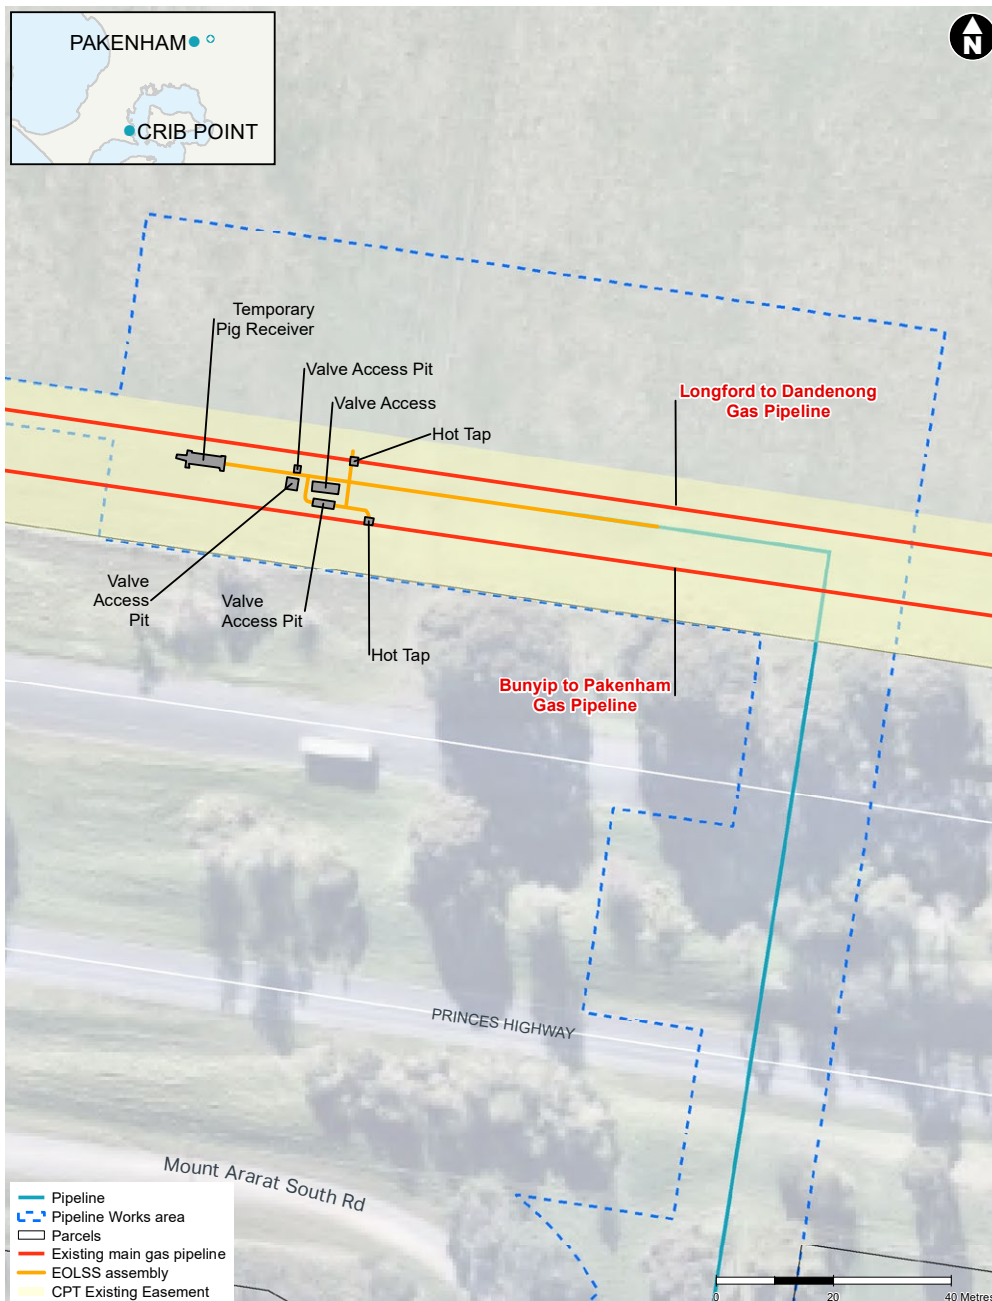 PAKENHAM
CRIB POINT
N
Temporary
Pig Receiver
Valve Access Pit
Valve Access
Hot Tap
Longford to Dandenong
Gas Pipeline
Valve
Access
Pit
Valve
Access Pit
Hot Tap
Bunyip to Pakenham
Gas Pipeline
PRINCES HIGHWAY
Mount Ararat South Rd
Pipeline
Pipeline Works area
Parcels
Existing main gas pipeline
EOLSS assembly
CPT Existing Easement
0 20 40 Metres